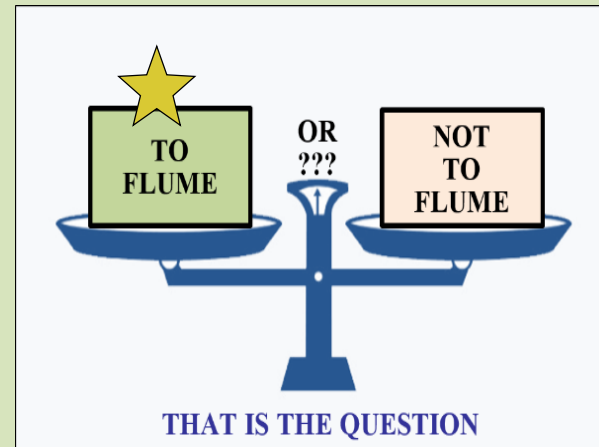 TO
FLUME
OR
???
NOT
TO
FLUME
THAT IS THE QUESTION